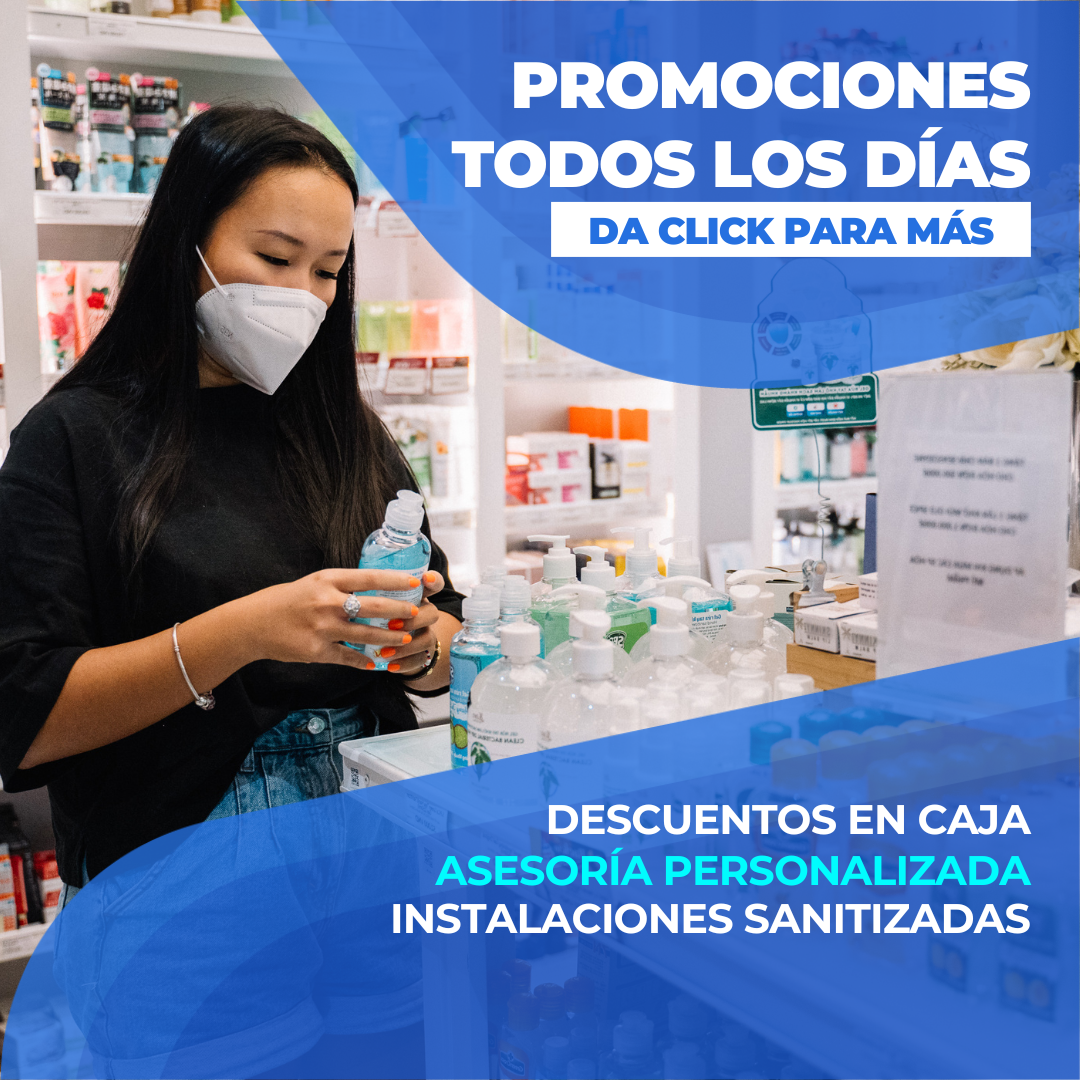 PROMOCIONES
TODOS LOS DÍAS
DA CLICK PARA MÁS
DESCUENTOS EN CAJA
ASESORÍA PERSONALIZADA
INSTALACIONES SANITIZADAS